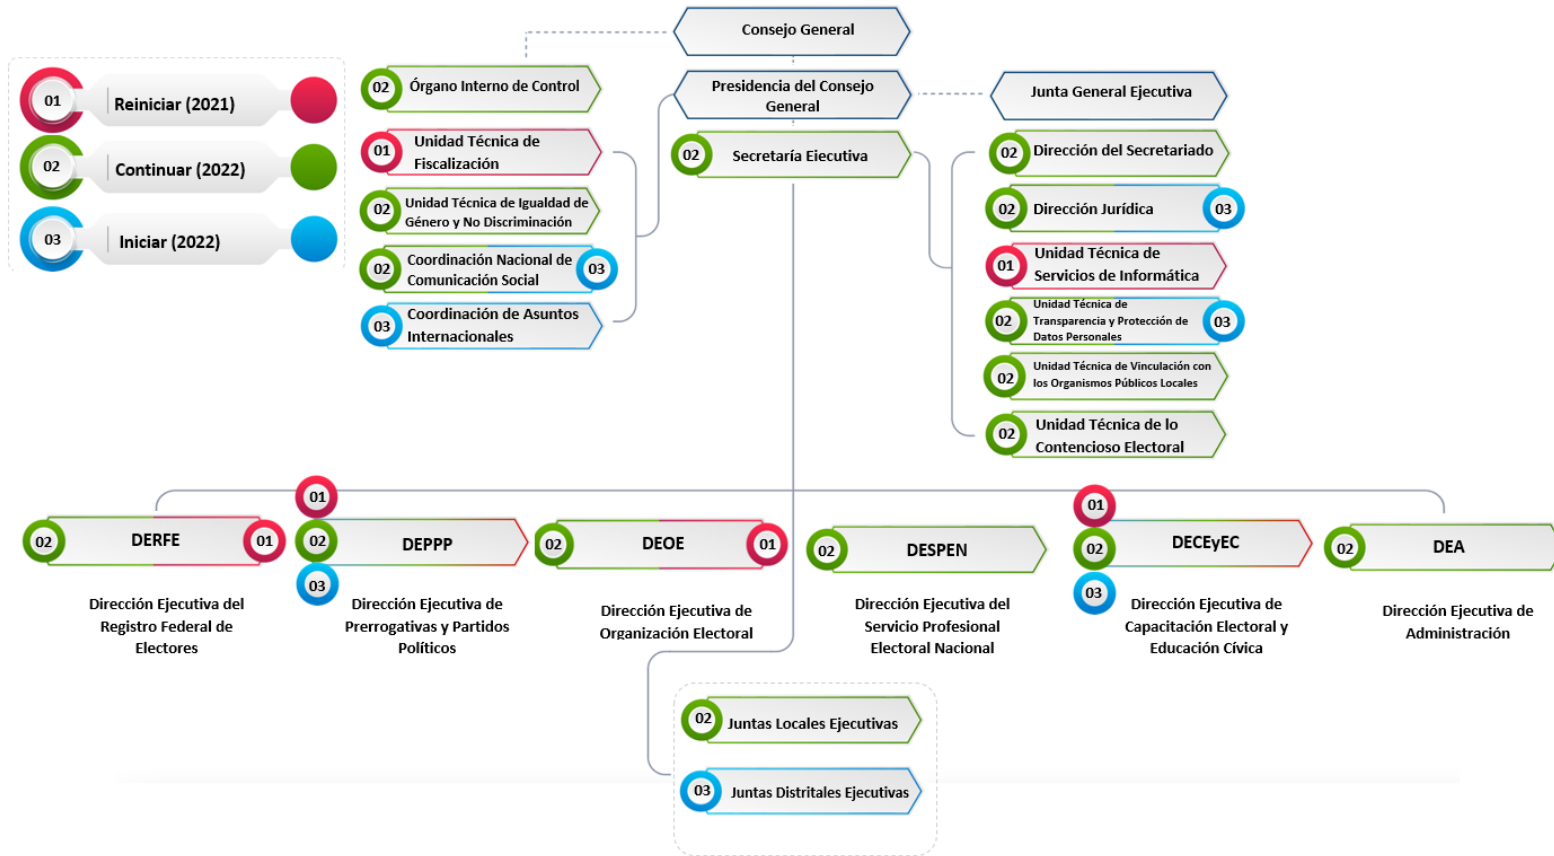 Consejo General
01
Reiniciar (2021)
02
Continuar (2022)
03
Iniciar (2022)
02
Órgano Interno de Control
Presidencia del Consejo
General
Junta General Ejecutiva
01
Unidad Técnica de
Fiscalización
02
Unidad Técnica de Igualdad de
Género y No Discriminación
02
Coordinación Nacional de
Comunicación Social
03
03
Coordinación de Asuntos
Internacionales
02
Secretaría Ejecutiva
02
Dirección del Secretariado
02
Dirección Jurídica
03
01
Unidad Técnica de
Servicios de Informática
02
Unidad Técnica de
Transparencia y Protección de
Datos Personales
03
02
Unidad Técnica de Vinculación con
los Organismos Públicos Locales
02
Unidad Técnica de lo
Contencioso Electoral
02
DERFE
01
Dirección Ejecutiva del
Registro Federal de
Electores
01
02
03
DEPPP
Dirección Ejecutiva de
Prerrogativas y Partidos
Políticos
02
DEOE
01
Dirección Ejecutiva de
Organización Electoral
02
DESPEN
Dirección Ejecutiva del
Servicio Profesional
Electoral Nacional
01
02
03
DECEyEC
Dirección Ejecutiva de
Capacitación Electoral y
Educación Cívica
02
DEA
Dirección Ejecutiva de
Administración
02
Juntas Locales Ejecutivas
03
Juntas Distritales Ejecutivas